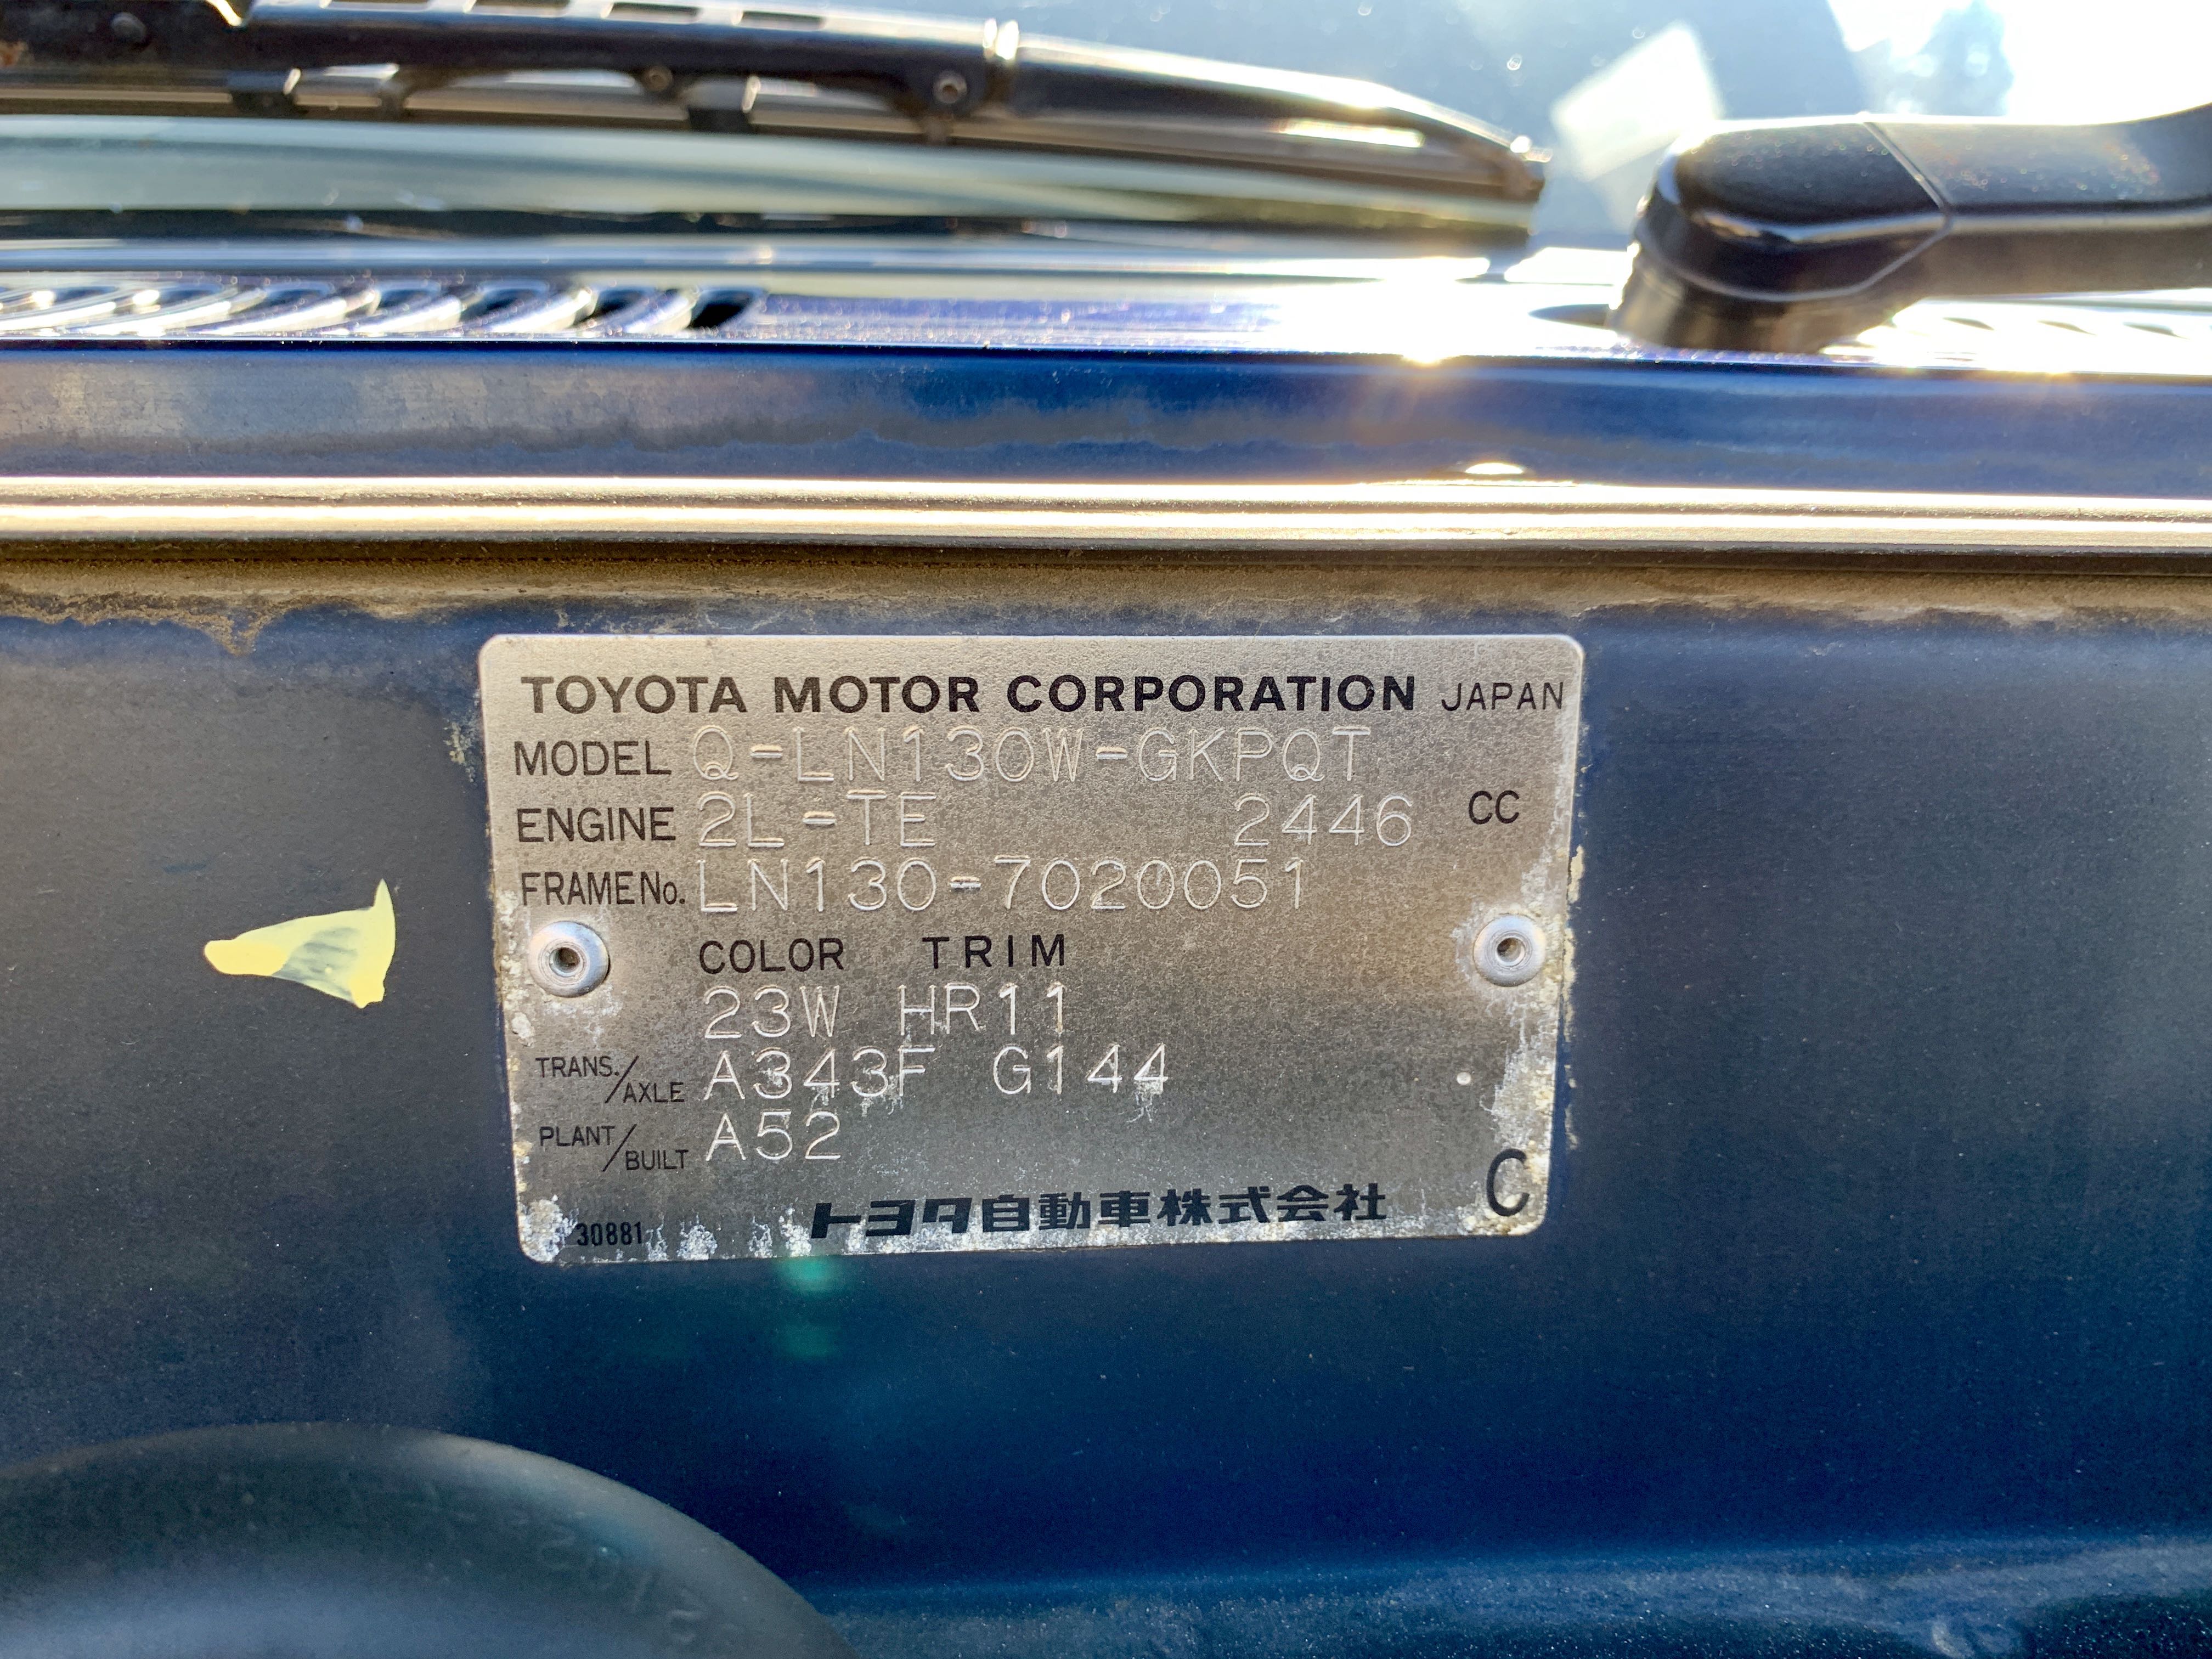 TOYOTA MOTOR CORPORATION JAPAN
MODEL Q-LN130W-GKPQT
ENGINE 2L-TE 2446 CC
FRAME No. LN130-7020051
COLOR TRIM
23W HR11
TRANS./AXLE A343F G144
PLANT/BUILT A52
C
30881 トヨタ自動車株式会社